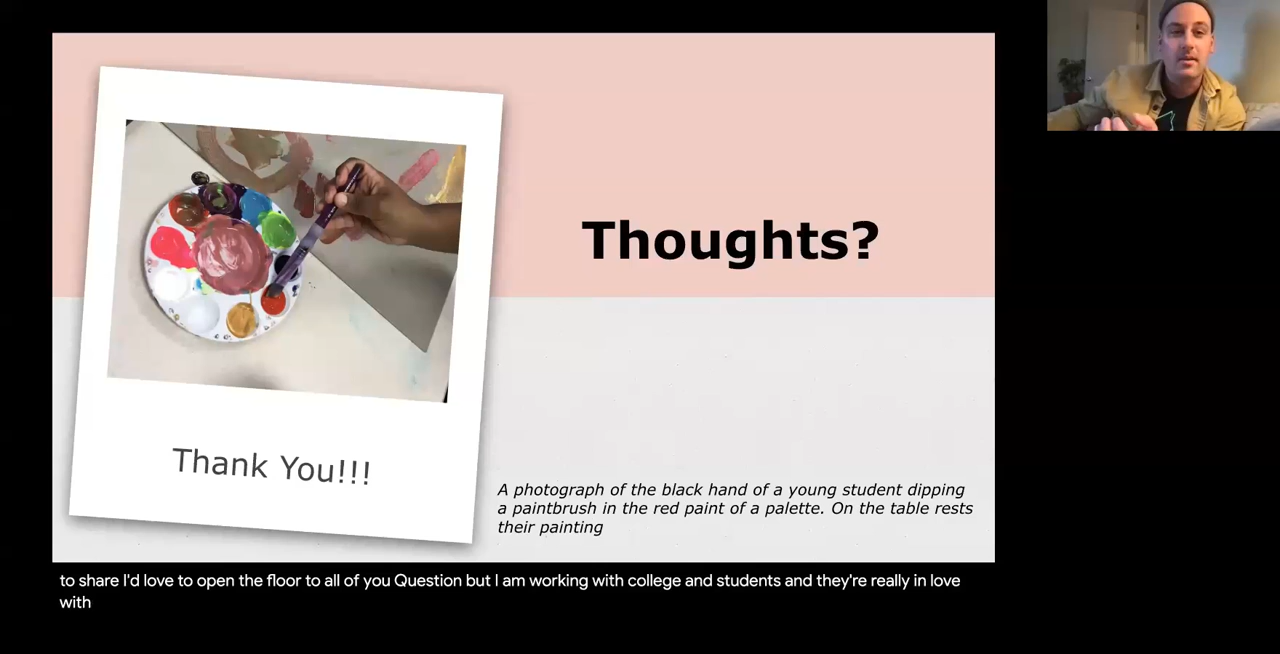 Thoughts?
Thank You!!!
A photograph of the black hand of a young student dipping
a paintbrush in the red paint of a palette. On the table rests
their painting
to share I'd love to open the floor to all of you Question but I am working with college and students and they're really in love
with